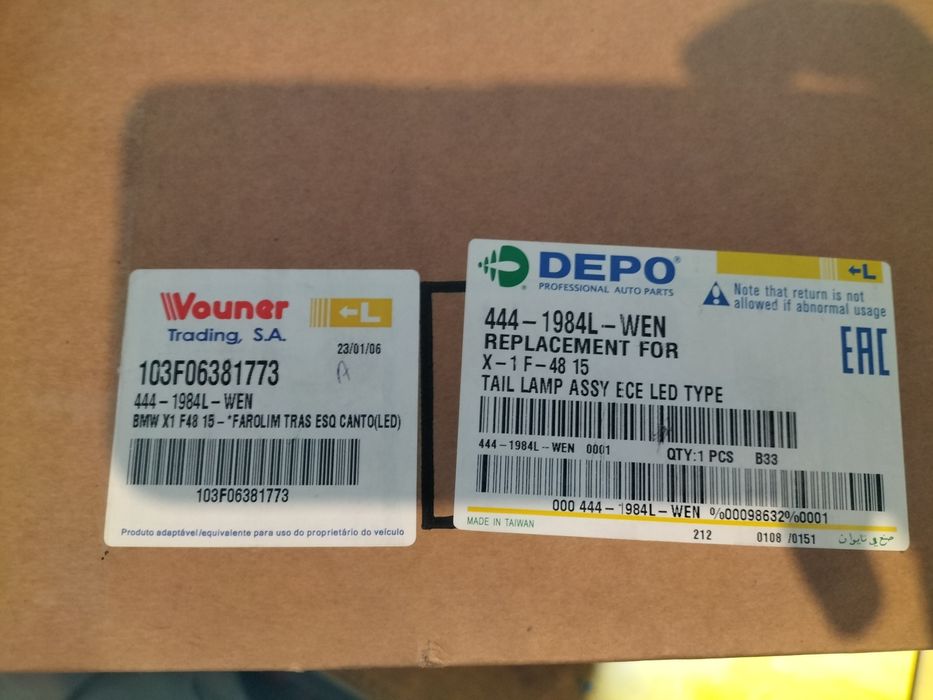 Vouner
Trading, S.A.
L
23/01/06
A
103F06381773
444-1984L-WEN
BMW X1 F48 15-*FAROLIM TRAS ESQ CANTO(LED)
103F06381773
Produto adaptável/equivalente para uso do proprietário do veículo
DEPO®
PROFESSIONAL AUTO PARTS
←L
Note that return is not
allowed if abnormal usage
444-1984L-WEN
REPLACEMENT FOR
X-1 F-48 15
TAIL LAMP ASSY ECE LED TYPE
EAC
444-1984L-WEN 0001
QTY:1 PCS B33
000 444-1984L-WEN %00098632%0001
MADE IN TAIWAN
212 0108 /0151 صنع في تايوان